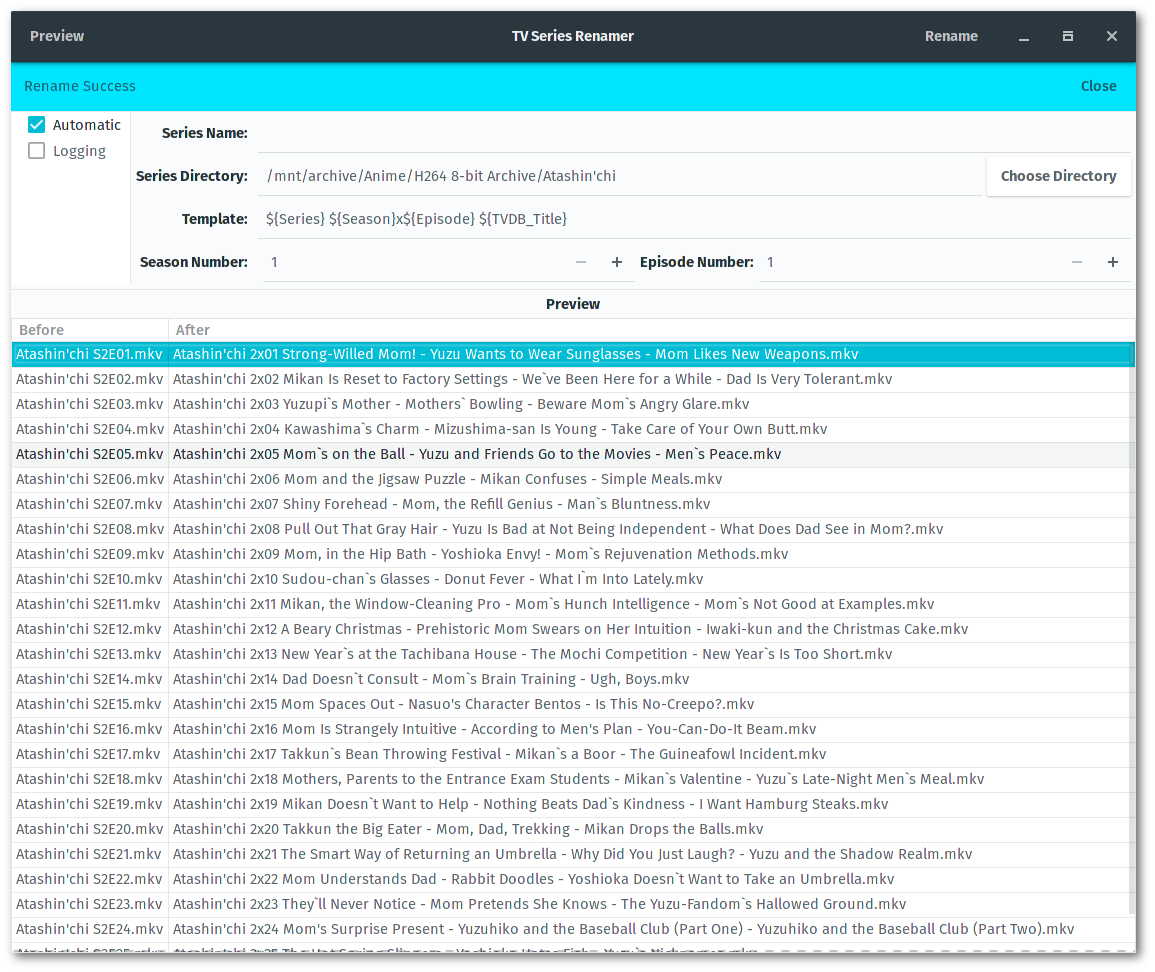 Preview TV Series Renamer Rename
Rename Success Close
Automatic
Logging
Series Name:
Series Directory: /mnt/archive/Anime/H264 8-bit Archive/Atashin'chi Choose Directory
Template: ${Series} ${Season}x${Episode} ${TVDB_Title}
Season Number: 1 − + Episode Number: 1 − +
Preview
Before After
Atashin'chi S2E01.mkv Atashin'chi 2x01 Strong-Willed Mom! - Yuzu Wants to Wear Sunglasses - Mom Likes New Weapons.mkv
Atashin'chi S2E02.mkv Atashin'chi 2x02 Mikan Is Reset to Factory Settings - We`ve Been Here for a While - Dad Is Very Tolerant.mkv
Atashin'chi S2E03.mkv Atashin'chi 2x03 Yuzupi`s Mother - Mothers` Bowling - Beware Mom`s Angry Glare.mkv
Atashin'chi S2E04.mkv Atashin'chi 2x04 Kawashima`s Charm - Mizushima-san Is Young - Take Care of Your Own Butt.mkv
Atashin'chi S2E05.mkv Atashin'chi 2x05 Mom`s on the Ball - Yuzu and Friends Go to the Movies - Men`s Peace.mkv
Atashin'chi S2E06.mkv Atashin'chi 2x06 Mom and the Jigsaw Puzzle - Mikan Confuses - Simple Meals.mkv
Atashin'chi S2E07.mkv Atashin'chi 2x07 Shiny Forehead - Mom, the Refill Genius - Man`s Bluntness.mkv
Atashin'chi S2E08.mkv Atashin'chi 2x08 Pull Out That Gray Hair - Yuzu Is Bad at Not Being Independent - What Does Dad See in Mom?.mkv
Atashin'chi S2E09.mkv Atashin'chi 2x09 Mom, in the Hip Bath - Yoshioka Envy! - Mom`s Rejuvenation Methods.mkv
Atashin'chi S2E10.mkv Atashin'chi 2x10 Sudou-chan`s Glasses - Donut Fever - What I`m Into Lately.mkv
Atashin'chi S2E11.mkv Atashin'chi 2x11 Mikan, the Window-Cleaning Pro - Mom`s Hunch Intelligence - Mom`s Not Good at Examples.mkv
Atashin'chi S2E12.mkv Atashin'chi 2x12 A Beary Christmas - Prehistoric Mom Swears on Her Intuition - Iwaki-kun and the Christmas Cake.mkv
Atashin'chi S2E13.mkv Atashin'chi 2x13 New Year`s at the Tachibana House - The Mochi Competition - New Year`s Is Too Short.mkv
Atashin'chi S2E14.mkv Atashin'chi 2x14 Dad Doesn`t Consult - Mom`s Brain Training - Ugh, Boys.mkv
Atashin'chi S2E15.mkv Atashin'chi 2x15 Mom Spaces Out - Nasuo's Character Bentos - Is This No-Creepo?.mkv
Atashin'chi S2E16.mkv Atashin'chi 2x16 Mom Is Strangely Intuitive - According to Men's Plan - You-Can-Do-It Beam.mkv
Atashin'chi S2E17.mkv Atashin'chi 2x17 Takkun`s Bean Throwing Festival - Mikan`s a Boor - The Guineafowl Incident.mkv
Atashin'chi S2E18.mkv Atashin'chi 2x18 Mothers, Parents to the Entrance Exam Students - Mikan`s Valentine - Yuzu`s Late-Night Men`s Meal.mkv
Atashin'chi S2E19.mkv Atashin'chi 2x19 Mikan Doesn`t Want to Help - Nothing Beats Dad`s Kindness - I Want Hamburg Steaks.mkv
Atashin'chi S2E20.mkv Atashin'chi 2x20 Takkun the Big Eater - Mom, Dad, Trekking - Mikan Drops the Balls.mkv
Atashin'chi S2E21.mkv Atashin'chi 2x21 The Smart Way of Returning an Umbrella - Why Did You Just Laugh? - Yuzu and the Shadow Realm.mkv
Atashin'chi S2E22.mkv Atashin'chi 2x22 Mom Understands Dad - Rabbit Doodles - Yoshioka Doesn`t Want to Take an Umbrella.mkv
Atashin'chi S2E23.mkv Atashin'chi 2x23 They`ll Never Notice - Mom Pretends She Knows - The Yuzu-Fandom`s Hallowed Ground.mkv
Atashin'chi S2E24.mkv Atashin'chi 2x24 Mom's Surprise Present - Yuzuhiko and the Baseball Club (Part One) - Yuzuhiko and the Baseball Club (Part Two).mkv